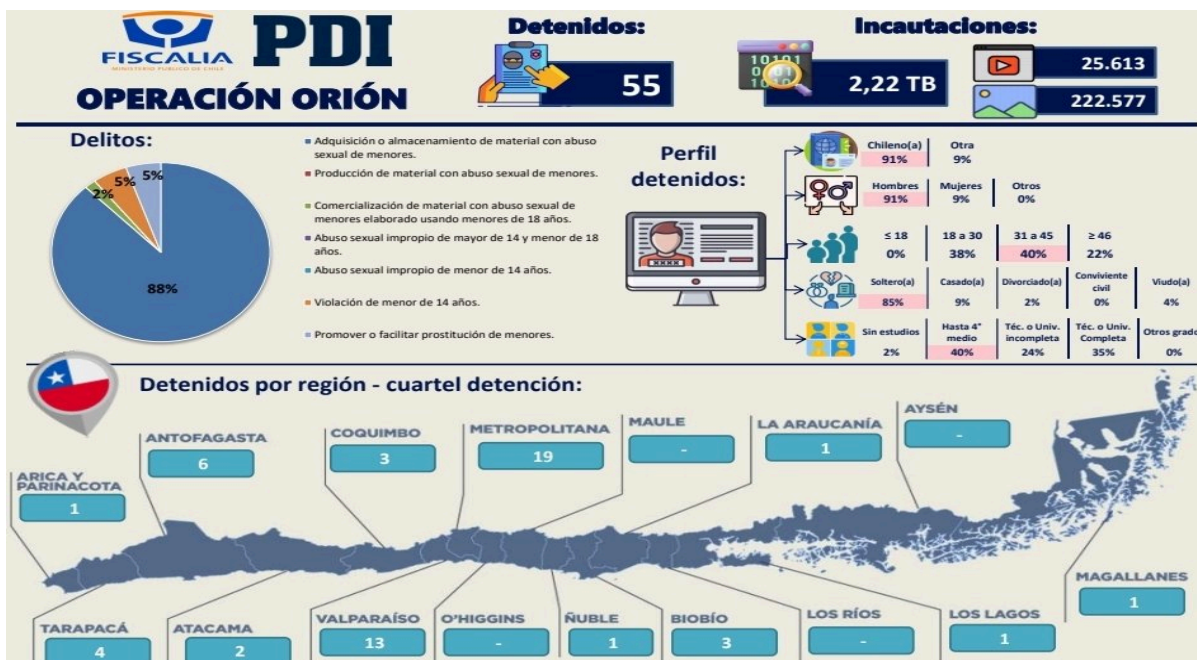 FISCALIA
MINISTERIO PUBLICO DE CHILE
PDI
OPERACIÓN ORIÓN
Detenidos:
55
Incautaciones:
10101
2,22 TB
25.613
222.577
Delitos:
88%
2%
5%
5%
Adquisición o almacenamiento de material con abuso
sexual de menores.
Producción de material con abuso sexual de menores.
Comercialización de material con abuso sexual de
menores elaborado usando menores de 18 años.
Abuso sexual impropio de mayor de 14 y menor de 18
años.
Abuso sexual impropio de menor de 14 años.
Violación de menor de 14 años.
Promover o facilitar prostitución de menores.
Perfil
detenidos:
Chileno(a) Otra
91% 9%
Hombres Mujeres Otros
91% 9% 0%
≤ 18 18 a 30 31 a 45 ≥ 46
0% 38% 40% 22%
Soltero(a) Casado(a) Divorciado(a) Conviviente civil Viudo(a)
85% 9% 2% 0% 4%
Sin estudios Hasta 4° medio Téc. o Univ. incompleta Téc. o Univ. Completa Otros grado
2% 40% 24% 35% 0%
Detenidos por región - cuartel detención:
ARICA Y
PARINACOTA
1
ANTOFAGASTA
6
COQUIMBO
3
METROPOLITANA
19
MAULE
-
LA ARAUCANÍA
1
AYSÉN
-
TARAPACÁ
4
ATACAMA
2
VALPARAÍSO
13
O'HIGGINS
-
ÑUBLE
1
BIOBÍO
3
LOS RÍOS
-
LOS LAGOS
1
MAGALLANES
1